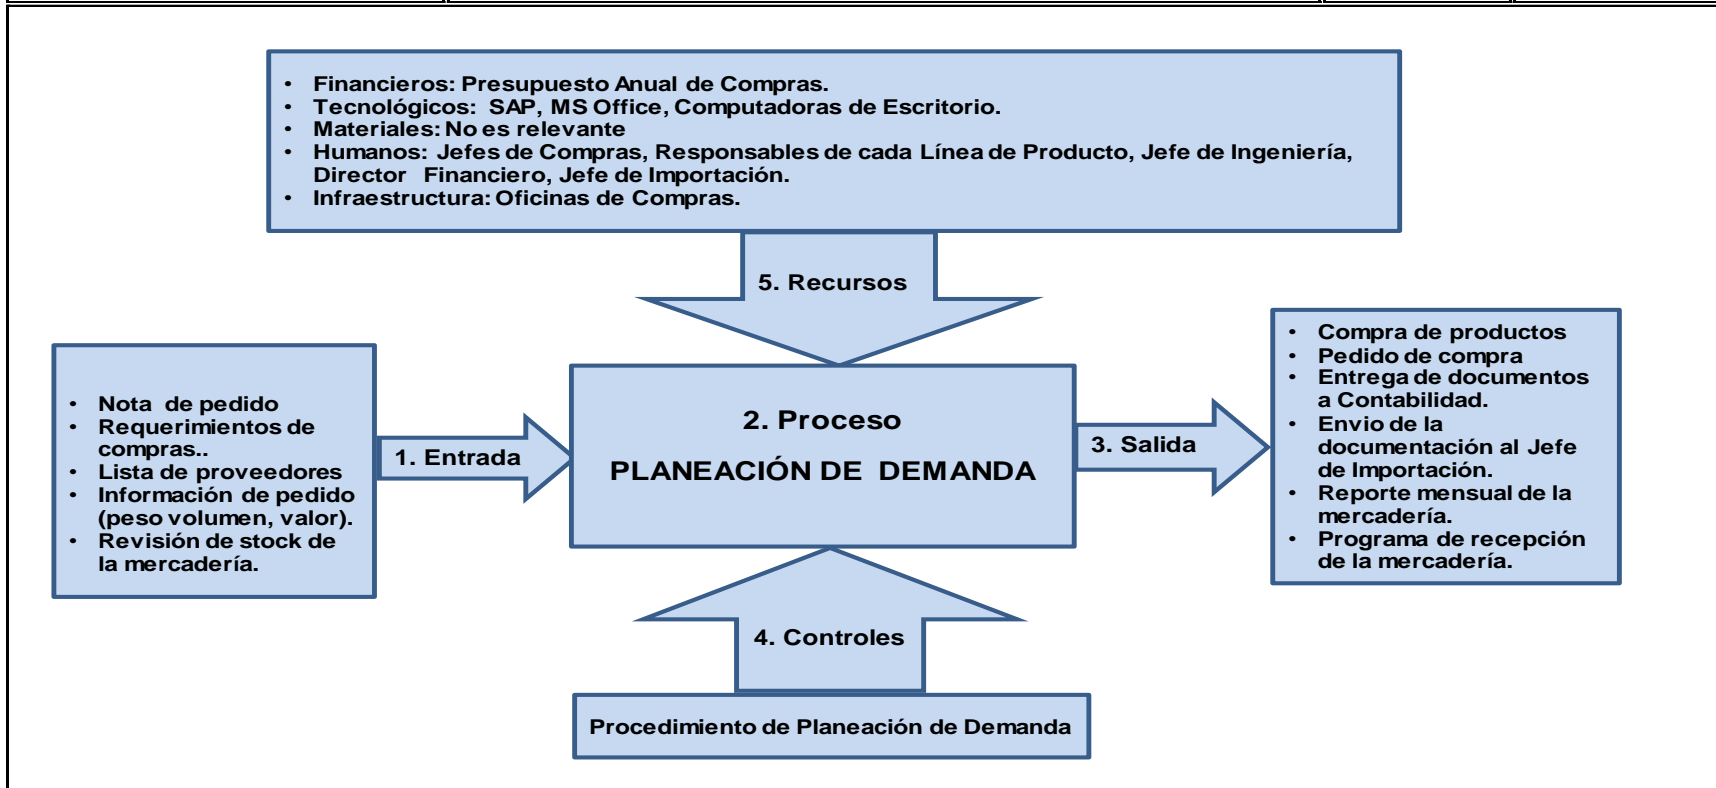 • Financieros: Presupuesto Anual de Compras.
• Tecnológicos: SAP, MS Office, Computadoras de Escritorio.
• Materiales: No es relevante
• Humanos: Jefes de Compras, Responsables de cada Línea de Producto, Jefe de Ingeniería,
Director Financiero, Jefe de Importación.
• Infraestructura: Oficinas de Compras.
5. Recursos
• Nota de pedido
• Requerimientos de
compras..
• Lista de proveedores
• Información de pedido
(peso volumen, valor).
• Revisión de stock de
la mercadería.
1. Entrada
2. Proceso
PLANEACIÓN DE DEMANDA
3. Salida
• Compra de productos
• Pedido de compra
• Entrega de documentos
a Contabilidad.
• Envio de la
documentación al Jefe
de Importación.
• Reporte mensual de la
mercadería.
• Programa de recepción
de la mercadería.
4. Controles
Procedimiento de Planeación de Demanda